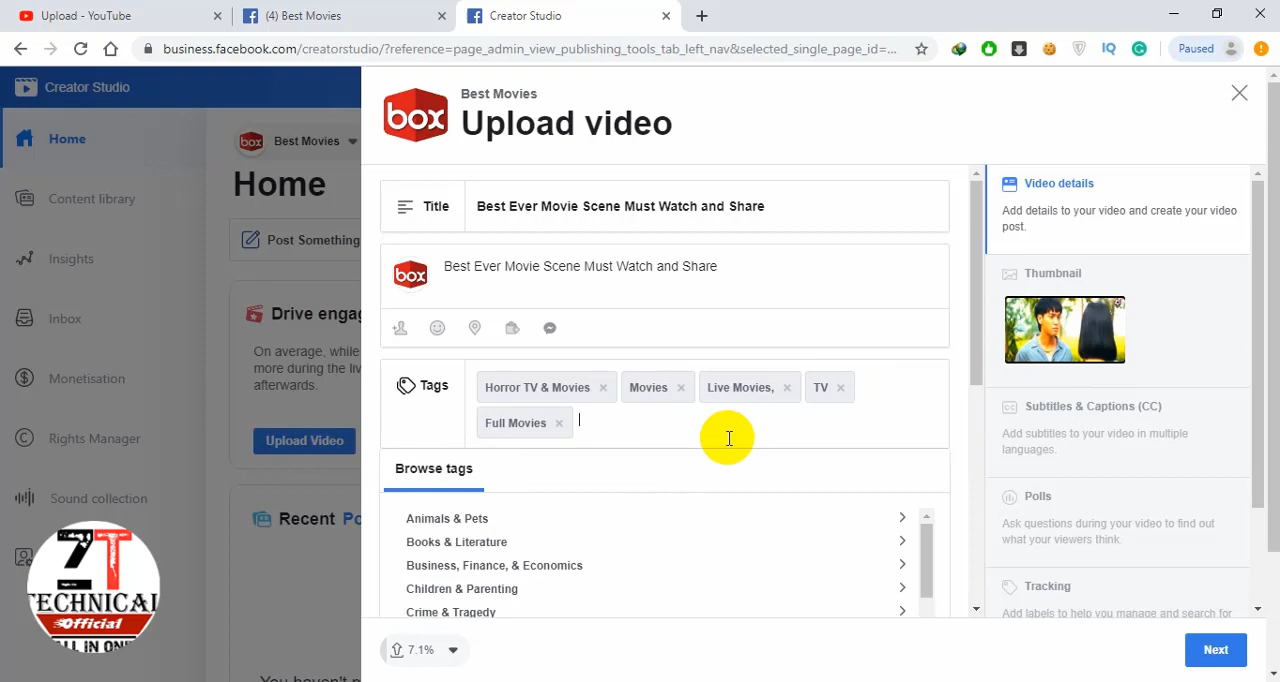 Upload - YouTube
(4) Best Movies
Creator Studio
business.facebook.com/creatorstudio/?reference=page_admin_view_publishing_tools_tab_left_nav&selected_single_page_id=...
IQ
Paused
Creator Studio
Home
Content library
Insights
Inbox
Monetisation
Rights Manager
Sound collection
ZT
TECHNICAL
Official
ALL IN ONE
box
Best Movies
Home
Post Something
Drive engag
On average, while
more during the liv
afterwards.
Upload Video
Recent Po
You haven't p
box
Best Movies
Upload video
Title
Best Ever Movie Scene Must Watch and Share
box
Best Ever Movie Scene Must Watch and Share
Tags
Horror TV & Movies
Movies
Live Movies,
TV
Full Movies
Browse tags
Animals & Pets
Books & Literature
Business, Finance, & Economics
Children & Parenting
Crime & Tragedy
7.1%
Next
Video details
Add details to your video and create your video
post.
Thumbnail
CC
Subtitles & Captions (CC)
Add subtitles to your video in multiple
languages.
Polls
Ask questions during your video to find out
what your viewers think.
Tracking
Add labels to help you manage and search for